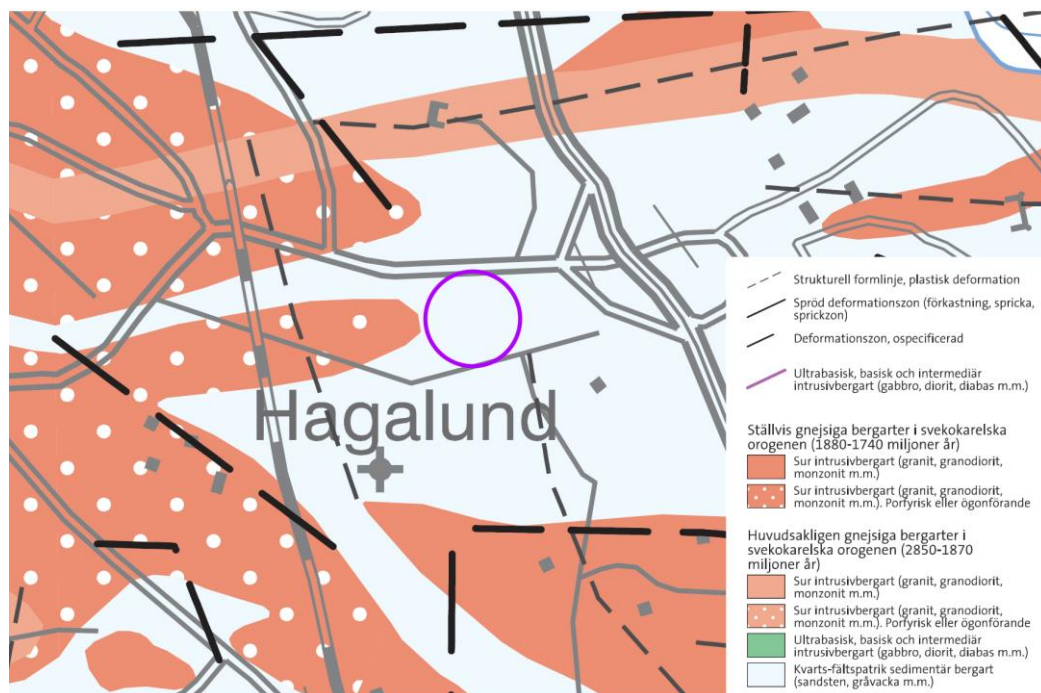 Hagalund
Strukturell formlinje, plastisk deformation
Spröd deformationszon (förkastning, spricka,
sprickzon)
Deformationszon, ospecificerad
Ultrabasisk, basisk och intermediär
intrusivbergart (gabbro, diorit, diabas m.m.)
Ställvis gnejsiga bergarter i svekokarelska
orogenen (1880-1740 miljoner år)
Sur intrusivbergart (granit, granodiorit,
monzonit m.m.)
Sur intrusivbergart (granit, granodiorit,
monzonit m.m.). Porfyrisk eller ögonförande
Huvudsakligen gnejsiga bergarter i
svekokarelska orogenen (2850-1870
miljoner år)
Sur intrusivbergart (granit, granodiorit,
monzonit m.m.)
Sur intrusivbergart (granit, granodiorit,
monzonit m.m.). Porfyrisk eller ögonförande
Ultrabasisk, basisk och intermediär
intrusivbergart (gabbro, diorit, diabas m.m.)
Kvarts-fältspatrik sedimentär bergart
(sandsten, gråvacka m.m.)